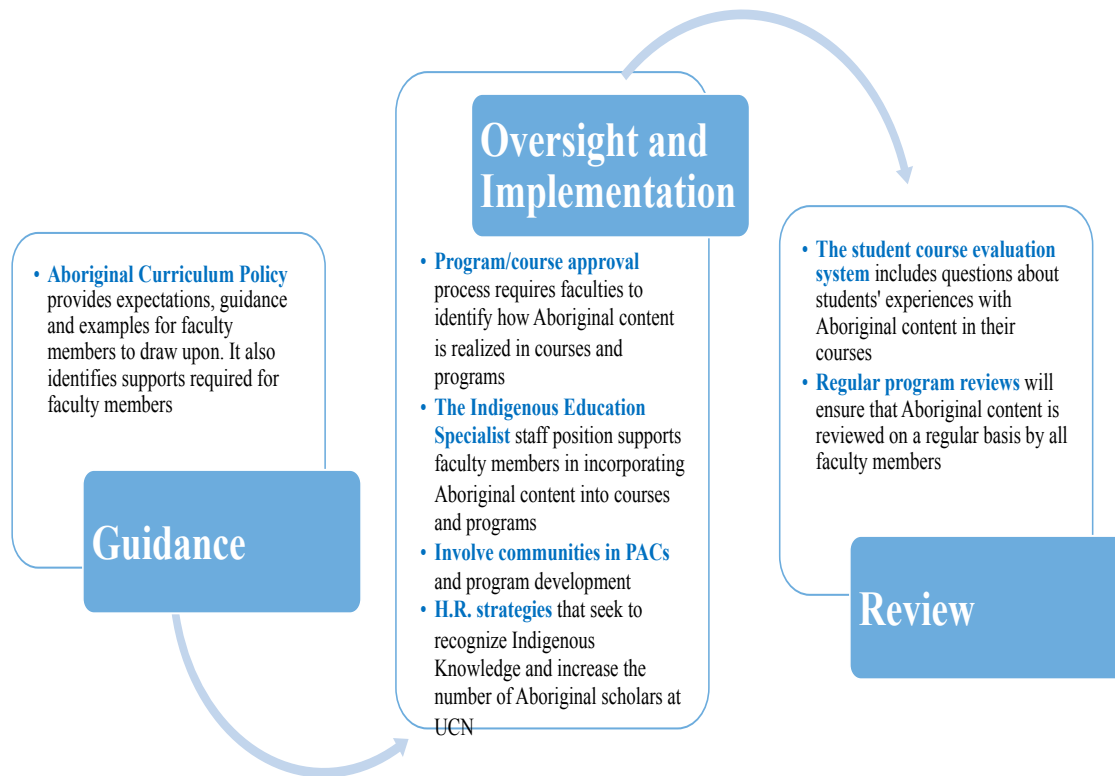 • Aboriginal Curriculum Policy
provides expectations, guidance
and examples for faculty
members to draw upon. It also
identifies supports required for
faculty members
Guidance
Oversight and
Implementation
• Program/course approval
process requires faculties to
identify how Aboriginal content
is realized in courses and
programs
• The Indigenous Education
Specialist staff position supports
faculty members in incorporating
Aboriginal content into courses
and programs
• Involve communities in PACs
and program development
• H.R. strategies that seek to
recognize Indigenous
Knowledge and increase the
number of Aboriginal scholars at
UCN
• The student course evaluation
system includes questions about
students' experiences with
Aboriginal content in their
courses
• Regular program reviews will
ensure that Aboriginal content is
reviewed on a regular basis by all
faculty members
Review